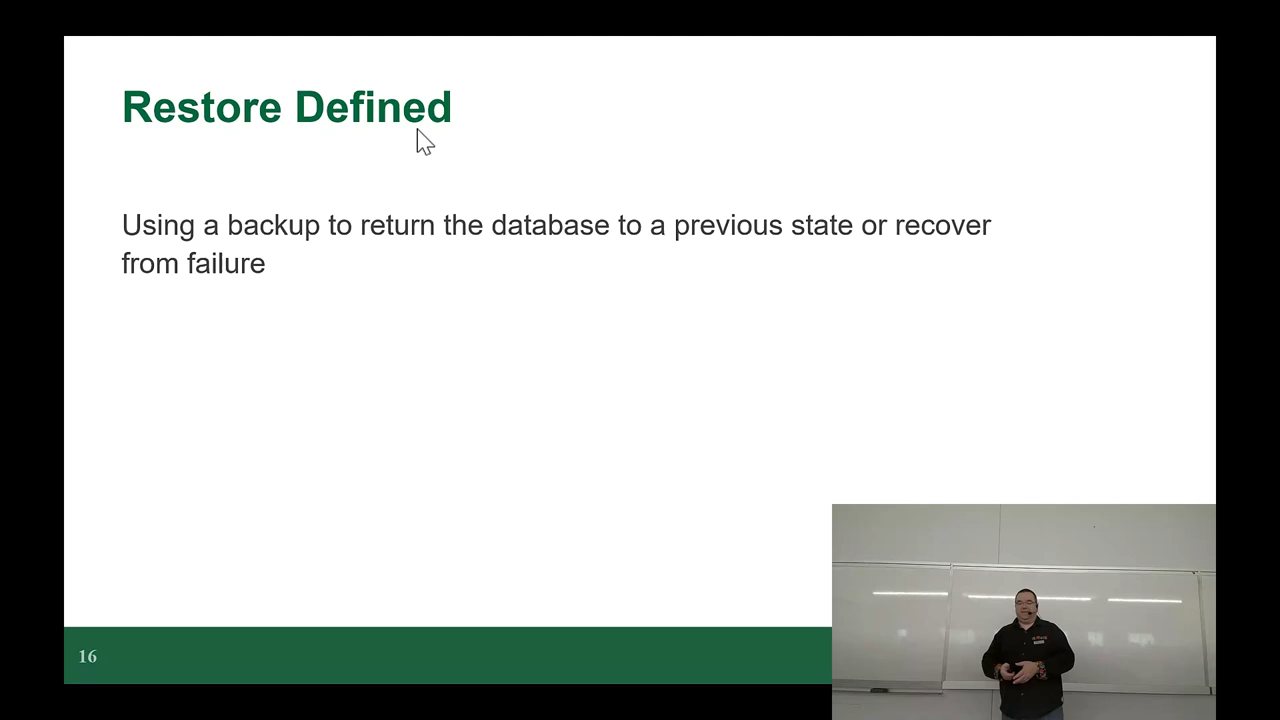 Restore Defined
Using a backup to return the database to a previous state or recover
from failure
16